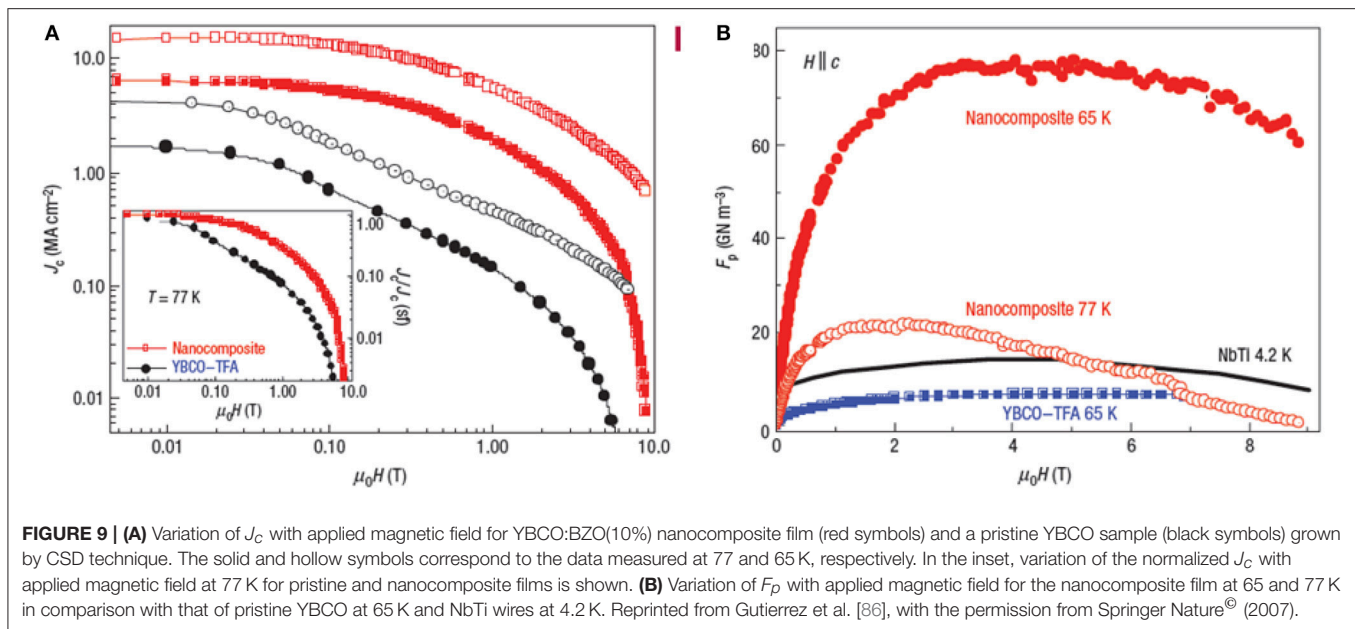 A
B
10.0
1.00
0.10
0.01
J_c (MA cm⁻²)
0.01
0.10
1.00
10.0
μ₀H (T)
T = 77 K
Nanocomposite
YBCO–TFA
1.00
0.10
0.01
J_c/J_c (sf)
0.01
0.10
1.00
10.0
μ₀H (T)
80
60
40
20
0
F_p (GN m⁻³)
H || c
Nanocomposite 65 K
Nanocomposite 77 K
NbTi 4.2 K
YBCO–TFA 65 K
0
2
4
6
8
μ₀H (T)
FIGURE 9 | (A) Variation of J_C with applied magnetic field for YBCO:BZO(10%) nanocomposite film (red symbols) and a pristine YBCO sample (black symbols) grown
by CSD technique. The solid and hollow symbols correspond to the data measured at 77 and 65 K, respectively. In the inset, variation of the normalized J_C with
applied magnetic field at 77 K for pristine and nanocomposite films is shown. (B) Variation of F_p with applied magnetic field for the nanocomposite film at 65 and 77 K
in comparison with that of pristine YBCO at 65 K and NbTi wires at 4.2 K. Reprinted from Gutierrez et al. [86], with the permission from Springer Nature© (2007).